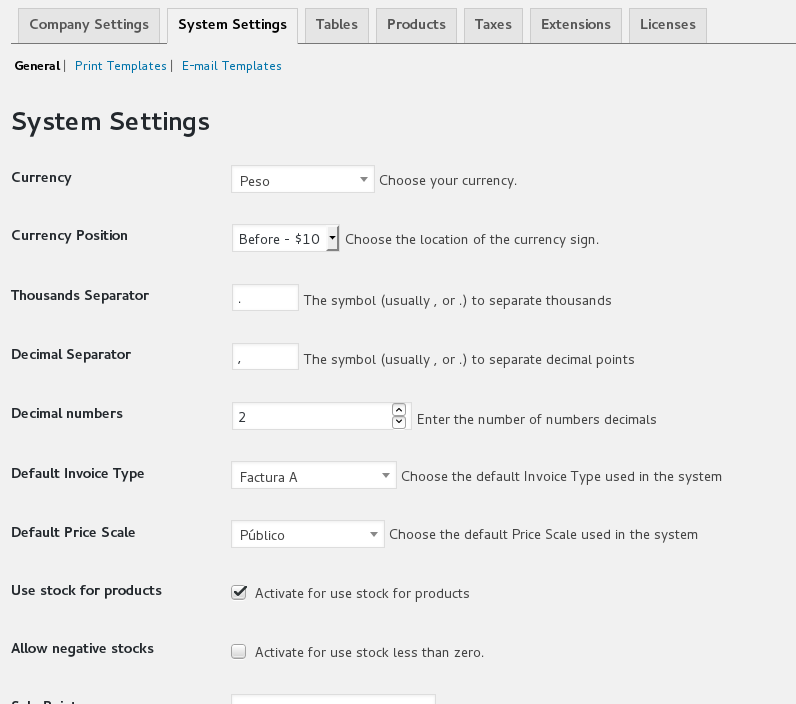 Company Settings System Settings Tables Products Taxes Extensions Licenses
General | Print Templates | E-mail Templates
System Settings
Currency Peso Choose your currency.
Currency Position Before - $10 Choose the location of the currency sign.
Thousands Separator . The symbol (usually , or .) to separate thousands
Decimal Separator , The symbol (usually , or .) to separate decimal points
Decimal numbers 2 Enter the number of numbers decimals
Default Invoice Type Factura A Choose the default Invoice Type used in the system
Default Price Scale Público Choose the default Price Scale used in the system
Use stock for products Activate for use stock for products
Allow negative stocks Activate for use stock less than zero.